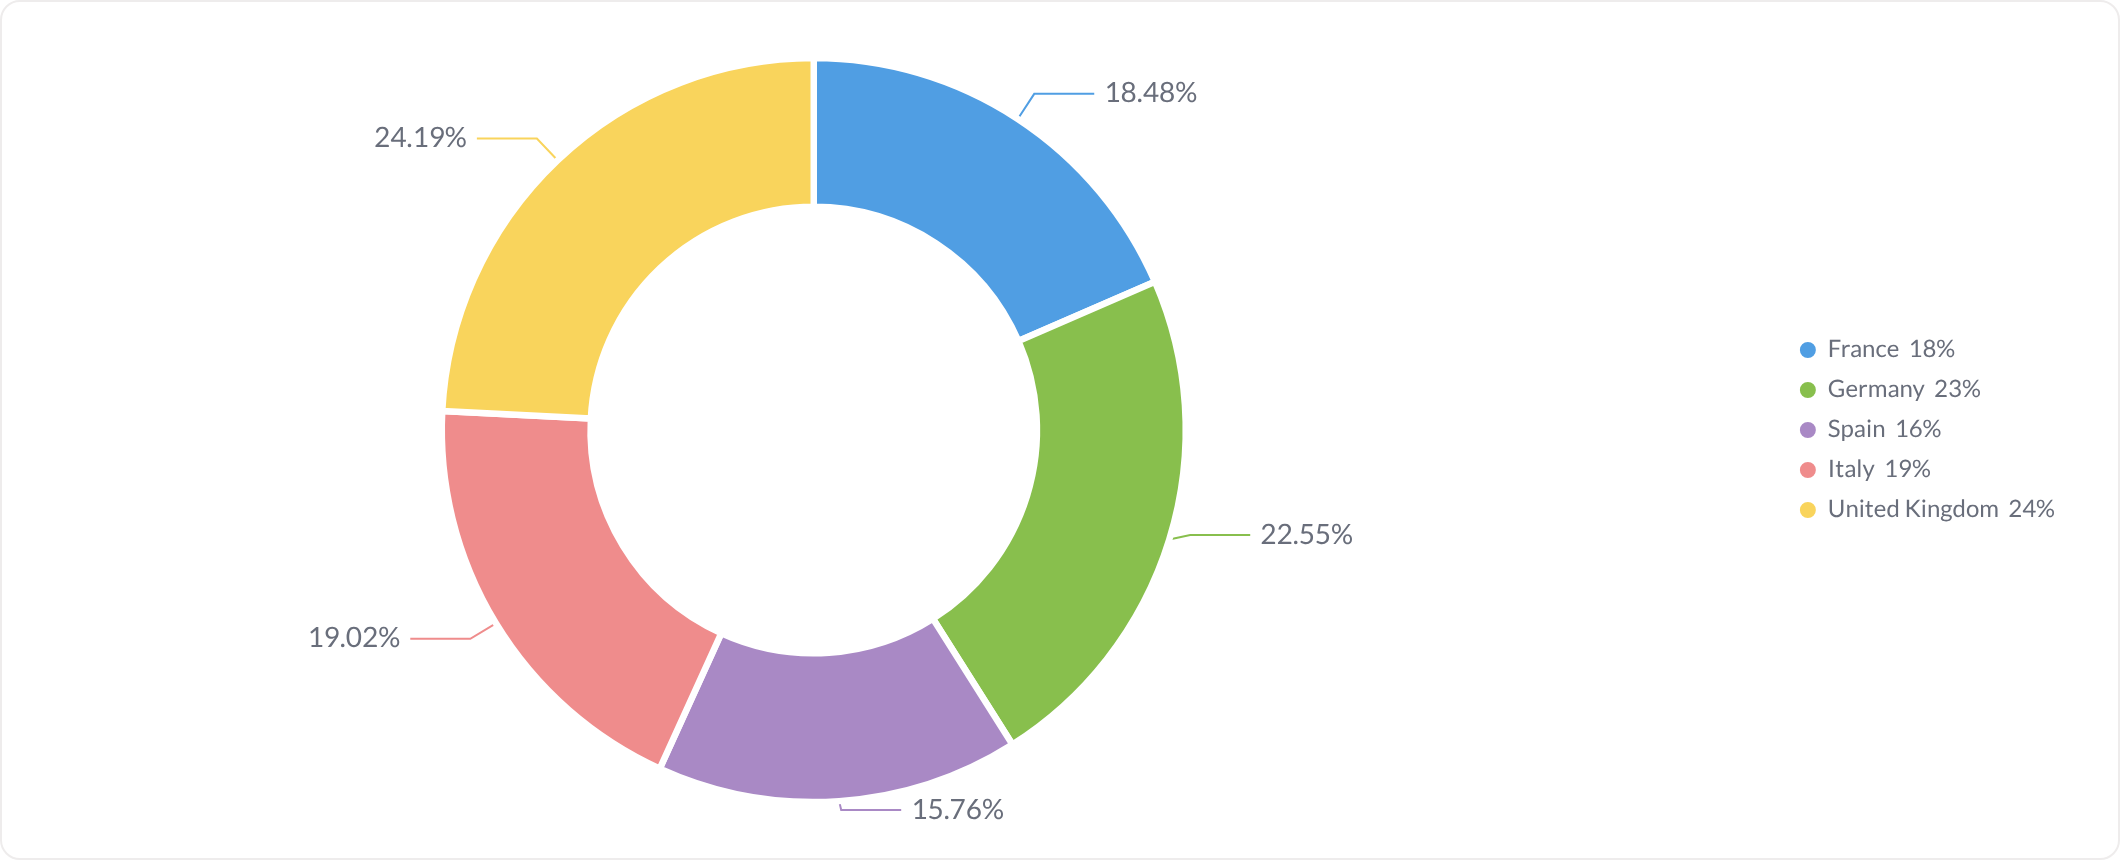 18.48%
24.19%
22.55%
19.02%
15.76%
France 18%
Germany 23%
Spain 16%
Italy 19%
United Kingdom 24%